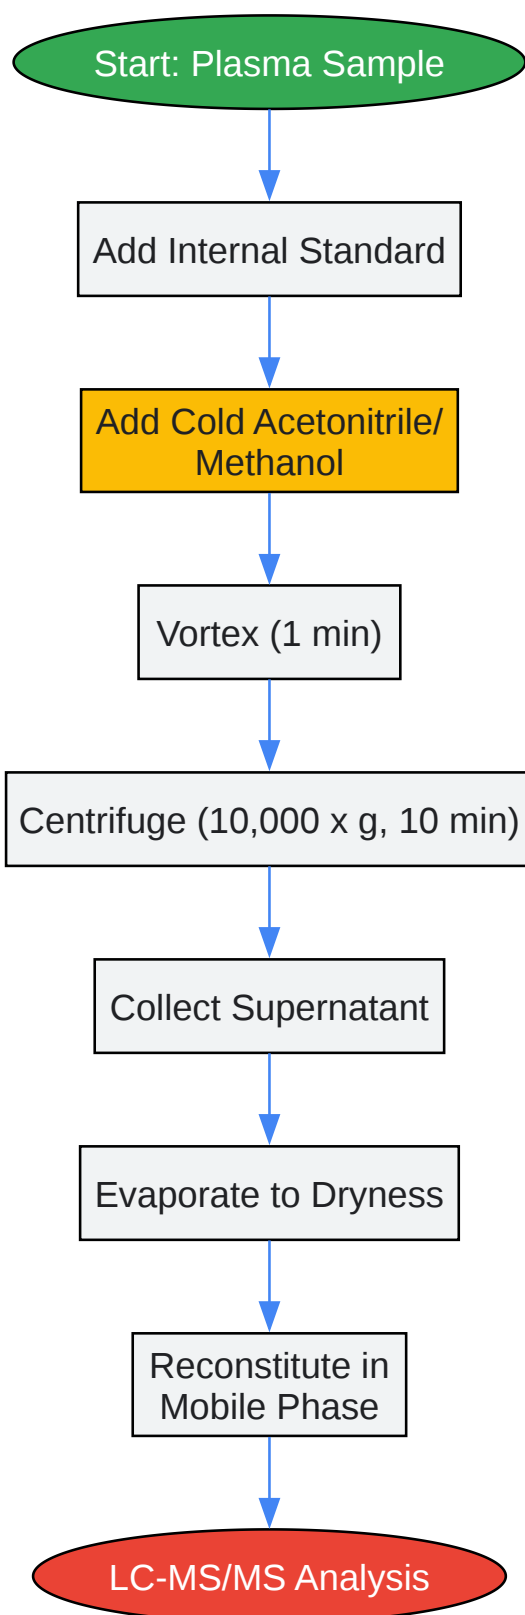 Start: Plasma Sample
Add Internal Standard
Add Cold Acetonitrile/
Methanol
Vortex (1 min)
Centrifuge (10,000 x g, 10 min)
Collect Supernatant
Evaporate to Dryness
Reconstitute in
Mobile Phase
LC-MS/MS Analysis